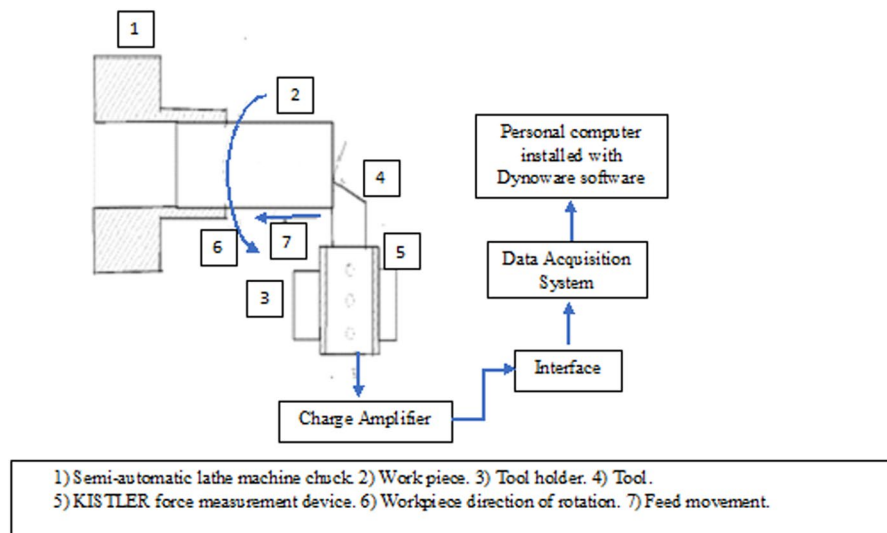 1
2
4
6
7
5
3
Personal computer
installed with
Dynoware software
Data Acquisition
System
Interface
Charge Amplifier
1) Semi-automatic lathe machine chuck. 2) Work piece. 3) Tool holder. 4) Tool.
5) KISTLER force measurement device. 6) Workpiece direction of rotation. 7) Feed movement.